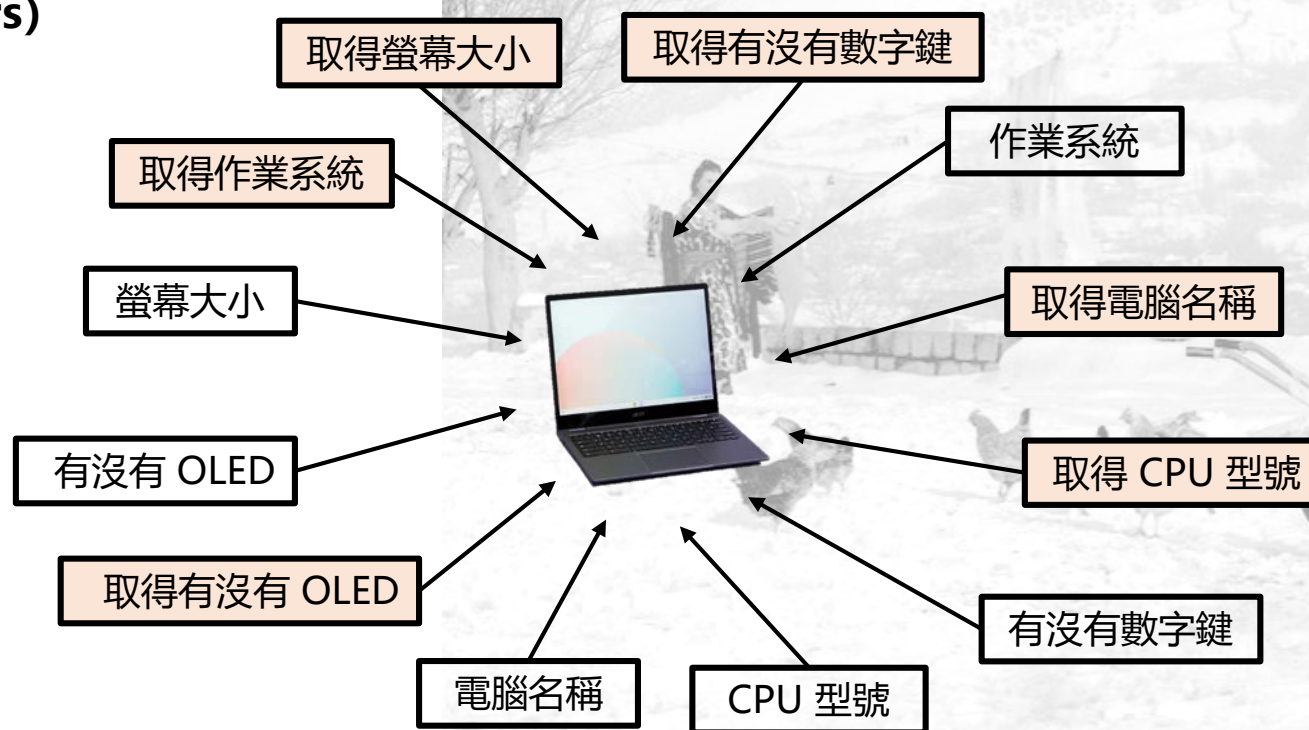 rs)
取得螢幕大小
取得有沒有數字鍵
作業系統
取得作業系統
螢幕大小
取得電腦名稱
有沒有 OLED
取得 CPU 型號
取得有沒有 OLED
有沒有數字鍵
電腦名稱
CPU 型號